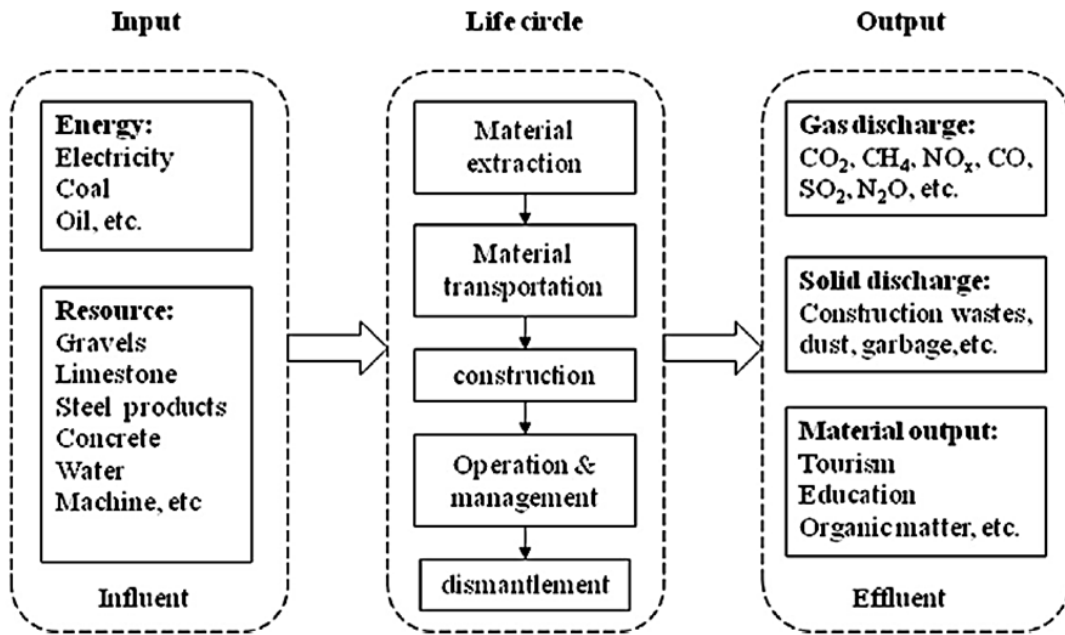 Input
Energy:
Electricity
Coal
Oil, etc.
Resource:
Gravels
Limestone
Steel products
Concrete
Water
Machine, etc
Influent
Life circle
Material
extraction
Material
transportation
construction
Operation &
management
dismantlement
Output
Gas discharge:
CO₂, CH₄, NOₓ, CO,
SO₂, N₂O, etc.
Solid discharge:
Construction wastes,
dust, garbage,etc.
Material output:
Tourism
Education
Organic matter, etc.
Effluent